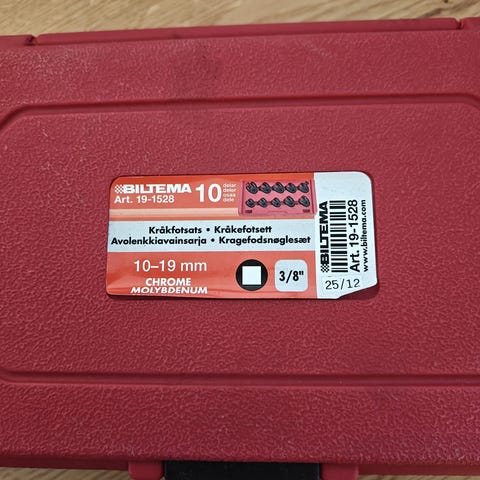 BILTEMA
Art. 19-1528
10 delar
deler
osaa
dele
Kråkfotsats • Kråkefotsett
Avolenkkiavainsarja • Kragefodsnøglesæt
10–19 mm
CHROME
MOLYBDENUM
3/8"
BILTEMA
Art. 19-1528
www.biltema.com
25/12